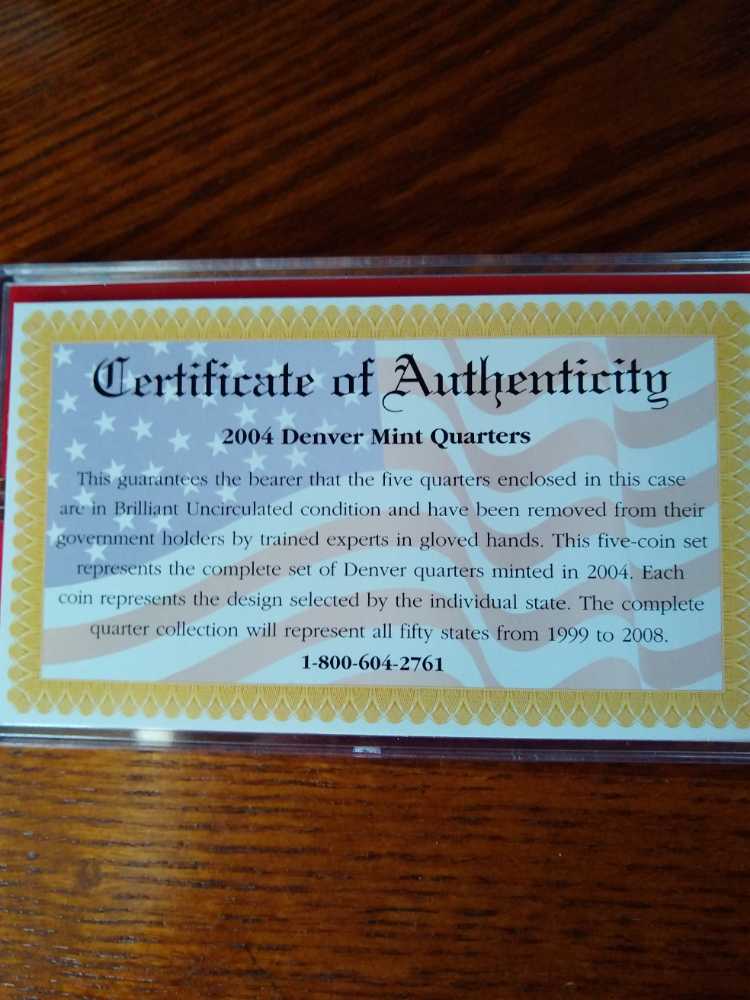 Certificate of Authenticity
2004 Denver Mint Quarters
This guarantees the bearer that the five quarters enclosed in this case
are in Brilliant Uncirculated condition and have been removed from their
government holders by trained experts in gloved hands. This five-coin set
represents the complete set of Denver quarters minted in 2004. Each
coin represents the design selected by the individual state. The complete
quarter collection will represent all fifty states from 1999 to 2008.
1-800-604-2761